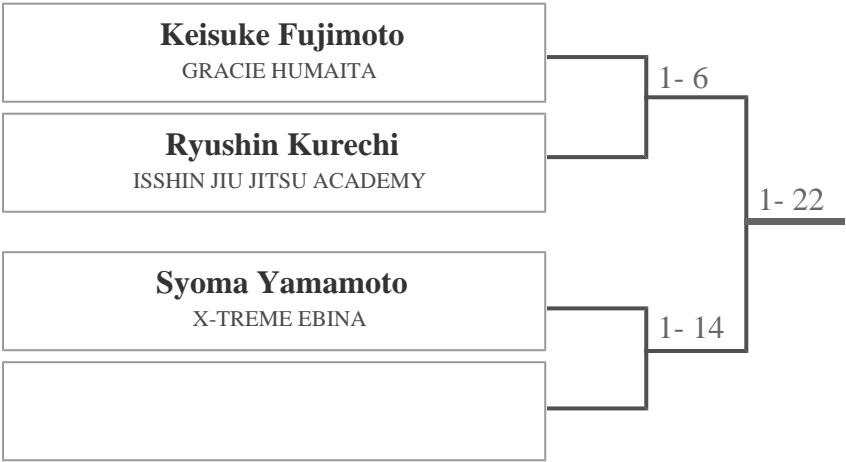 Keisuke Fujimoto
GRACIE HUMAITA
1- 6
Ryushin Kurechi
ISSHIN JIU JITSU ACADEMY
1- 22
Syoma Yamamoto
X-TREME EBINA
1- 14